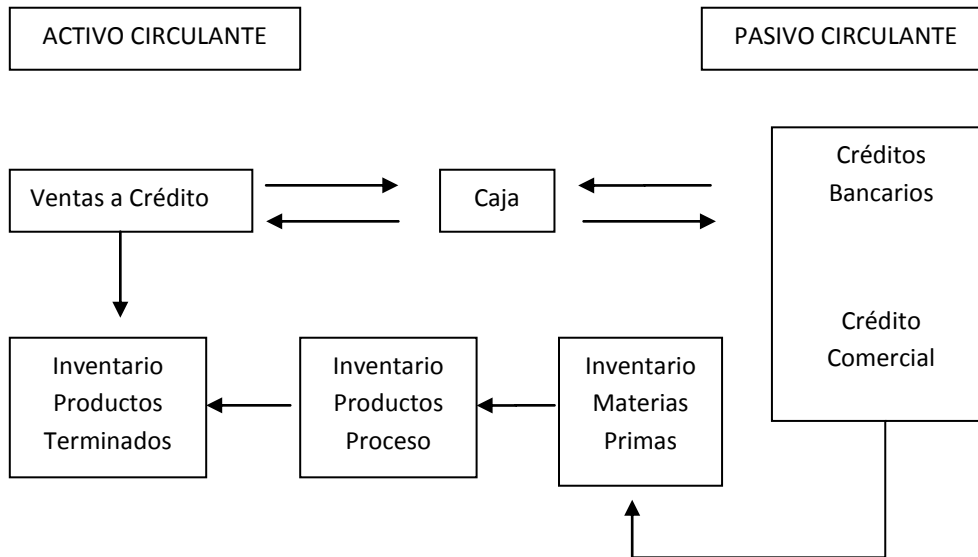 ACTIVO CIRCULANTE
PASIVO CIRCULANTE
Ventas a Crédito
Caja
Créditos
Bancarios
Crédito
Comercial
Inventario
Productos
Terminados
Inventario
Productos
Proceso
Inventario
Materias
Primas